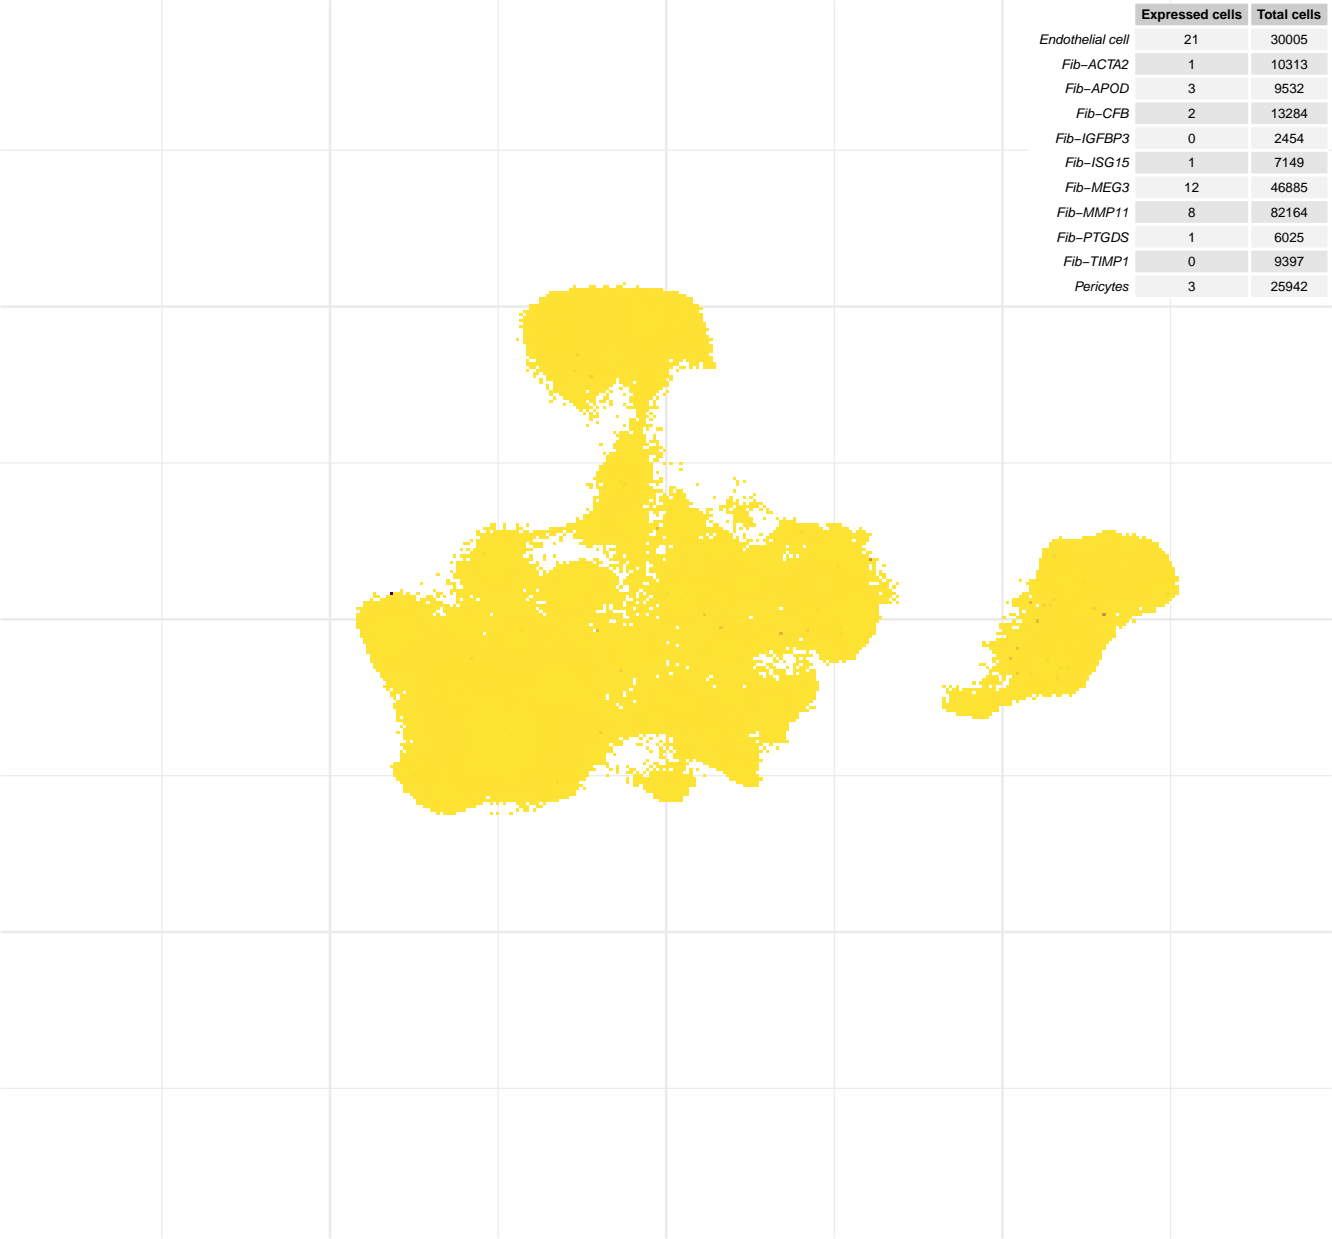 Expressed cells Total cells
Endothelial cell 21 30005
Fib−ACTA2 1 10313
Fib−APOD 3 9532
Fib−CFB 2 13284
Fib−IGFBP3 0 2454
Fib−ISG15 1 7149
Fib−MEG3 12 46885
Fib−MMP11 8 82164
Fib−PTGDS 1 6025
Fib−TIMP1 0 9397
Pericytes 3 25942